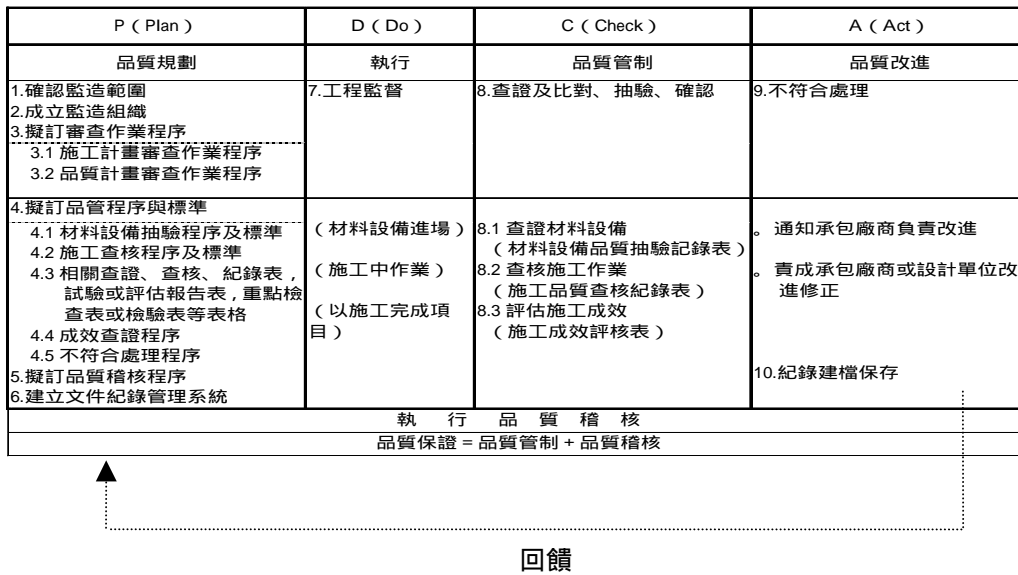 P（Plan）
D（Do）
C（Check）
A（Act）
品質規劃
執行
品質管制
品質改進
1.確認監造範圍
2.成立監造組織
3.擬訂審查作業程序
3.1 施工計畫審查作業程序
3.2 品質計畫審查作業程序
7.工程監督
8.查證及比對、抽驗、確認
9.不符合處理
4.擬訂品管程序與標準
4.1 材料設備抽驗程序及標準
4.2 施工查核程序及標準
4.3 相關查證、查核、紀錄表，
試驗或評估報告表，重點檢
查表或檢驗表等表格
4.4 成效查證程序
4.5 不符合處理程序
5.擬訂品質稽核程序
6.建立文件紀錄管理系統
（材料設備進場）
（施工中作業）
（以施工完成項
目）
8.1 查證材料設備
（材料設備品質抽驗記錄表）
8.2 查核施工作業
（施工品質查核紀錄表）
8.3 評估施工成效
（施工成效評核表）
。通知承包廠商負責改進
。責成承包廠商或設計單位改
進修正
10.紀錄建檔保存
執 行 品 質 稽 核
品質保證＝品質管制＋品質稽核
回饋